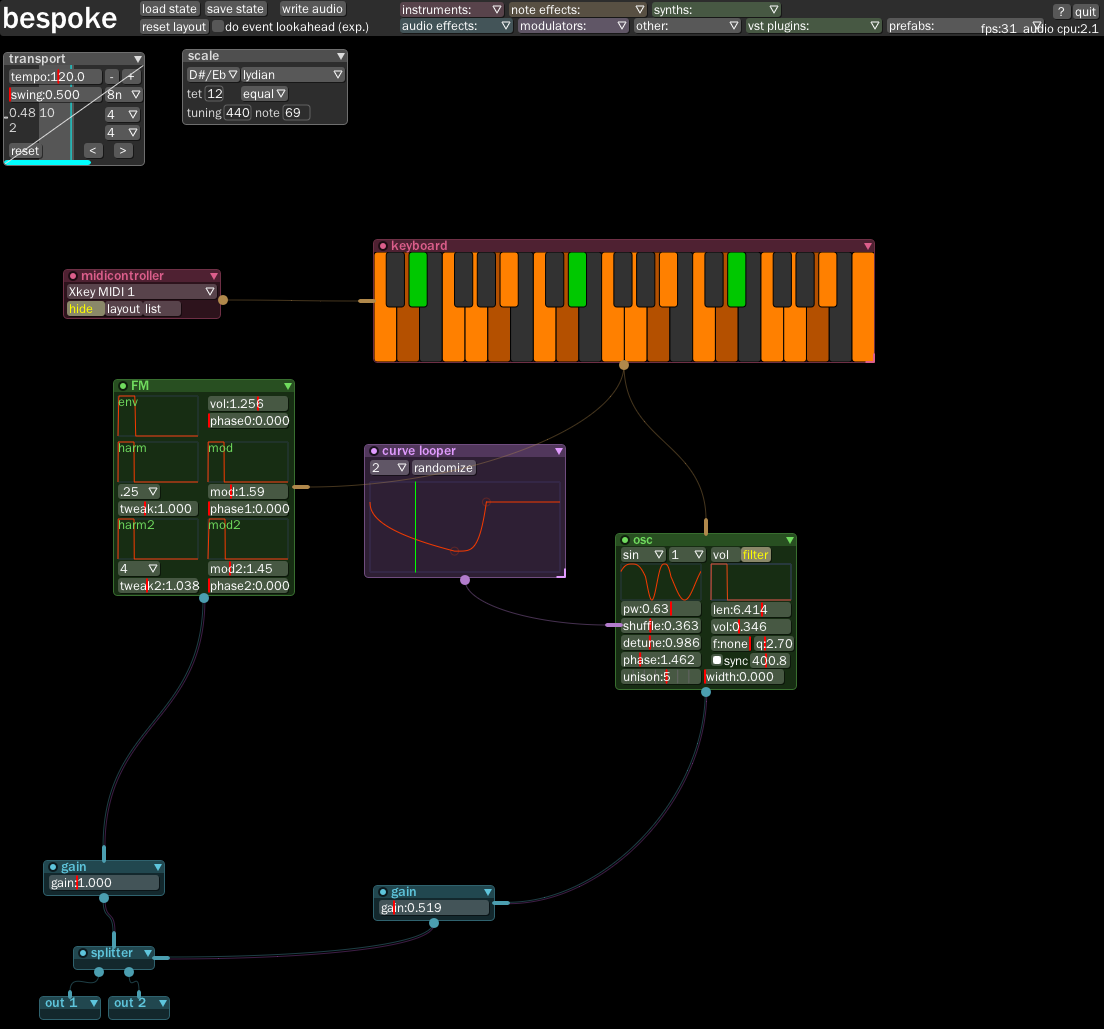 bespoke
load state save state write audio
reset layout do event lookahead (exp.)
instruments: note effects: synths:
audio effects: modulators: other: vst plugins: prefabs:
? quit
fps:31 audio cpu:2.1
transport
tempo:120.0 - +
swing:0.500 8n
0.48 10 4
2 4
reset < >
scale
D#/Eb lydian
tet 12 equal
tuning 440 note 69
keyboard
midicontroller
Xkey MIDI 1
hide layout list
FM
env vol:1.256
phase0:0.000
harm mod
.25 mod:1.59
tweak:1.000 phase1:0.000
harm2 mod2
4 mod2:1.45
tweak2:1.038 phase2:0.000
curve looper
2 randomize
osc
sin 1 vol filter
pw:0.63 len:6.414
shuffle:0.363 vol:0.346
detune:0.986 f:none q:2.70
phase:1.462 sync 400.8
unison:5 width:0.000
gain
gain:1.000
gain
gain:0.519
splitter
out 1 out 2